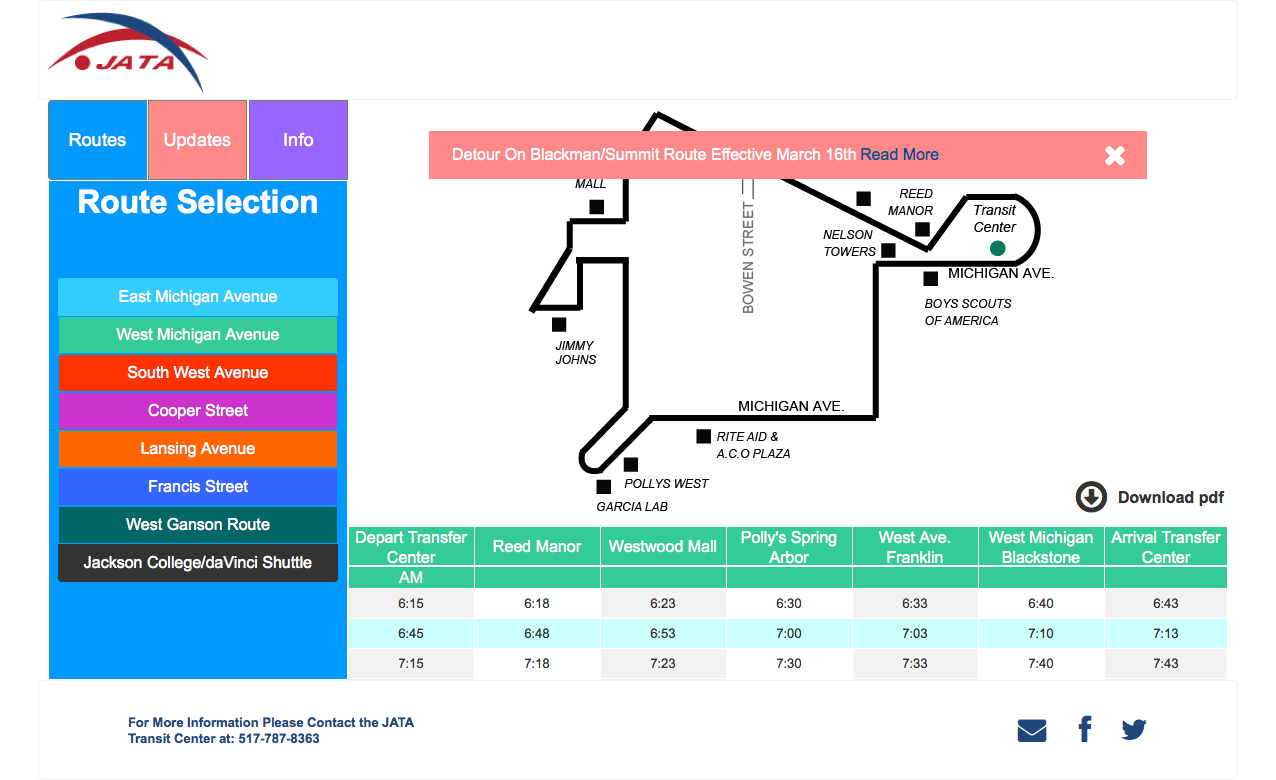 JATA
Routes
Updates
Info
Route Selection
East Michigan Avenue
West Michigan Avenue
South West Avenue
Cooper Street
Lansing Avenue
Francis Street
West Ganson Route
Jackson College/daVinci Shuttle
Detour On Blackman/Summit Route Effective March 16th Read More
MALL
BOWEN STREET
REED
MANOR
NELSON
TOWERS
Transit
Center
MICHIGAN AVE.
BOYS SCOUTS
OF AMERICA
JIMMY
JOHNS
MICHIGAN AVE.
RITE AID &
A.C.O PLAZA
POLLYS WEST
GARCIA LAB
Download pdf
Depart Transfer
Center
Reed Manor
Westwood Mall
Polly's Spring
Arbor
West Ave.
Franklin
West Michigan
Blackstone
Arrival Transfer
Center
AM
6:15 6:18 6:23 6:30 6:33 6:40 6:43
6:45 6:48 6:53 7:00 7:03 7:10 7:13
7:15 7:18 7:23 7:30 7:33 7:40 7:43
For More Information Please Contact the JATA
Transit Center at: 517-787-8363